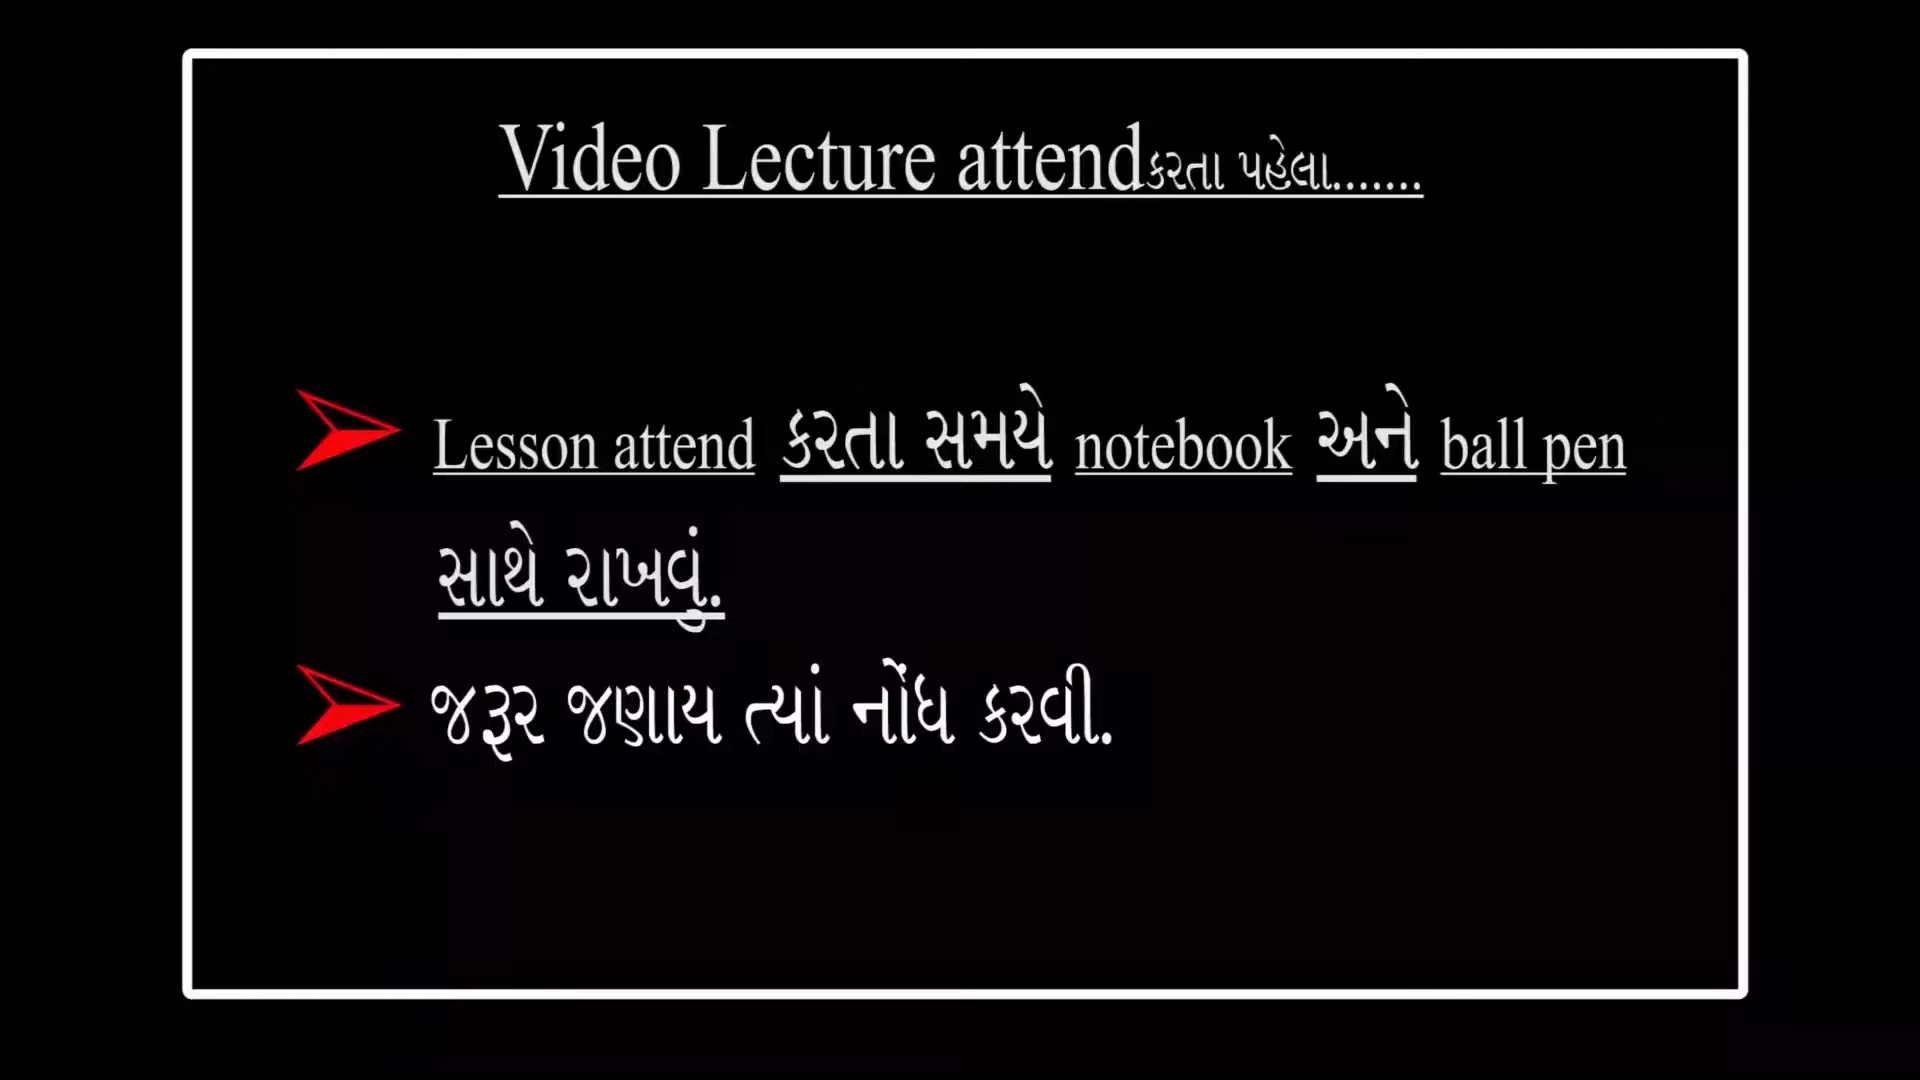 Video Lecture attendકરતા પહેલા.......
Lesson attend કરતા સમયે notebook અને ball pen
સાથે રાખવું.
જરૂર જણાય ત્યાં નોંધ કરવી.